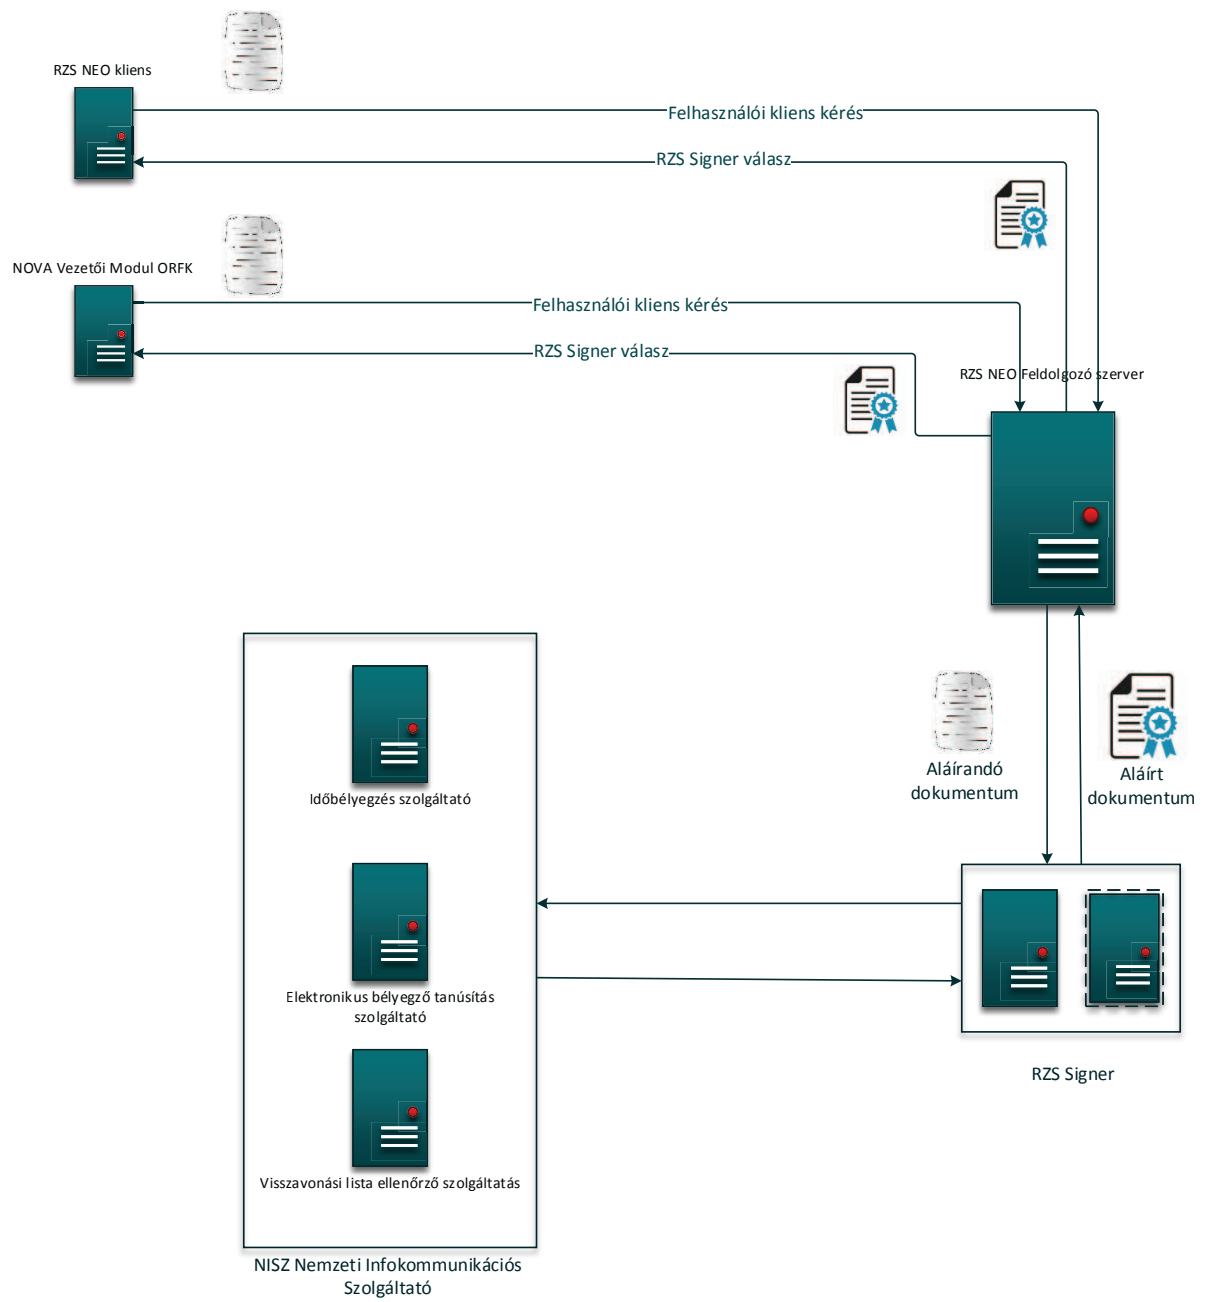 RZS NEO kliens
Felhasználói kliens kérés
RZS Signer válasz
NOVA Vezetői Modul ORFK
Felhasználói kliens kérés
RZS Signer válasz
RZS NEO Feldolgozó szerver
Aláírandó
dokumentum
Aláírt
dokumentum
Időbélyegzés szolgáltató
Elektronikus bélyegző tanúsítás
szolgáltató
Visszavonási lista ellenőrző szolgáltatás
RZS Signer
NISZ Nemzeti Infokommunikációs
Szolgáltató